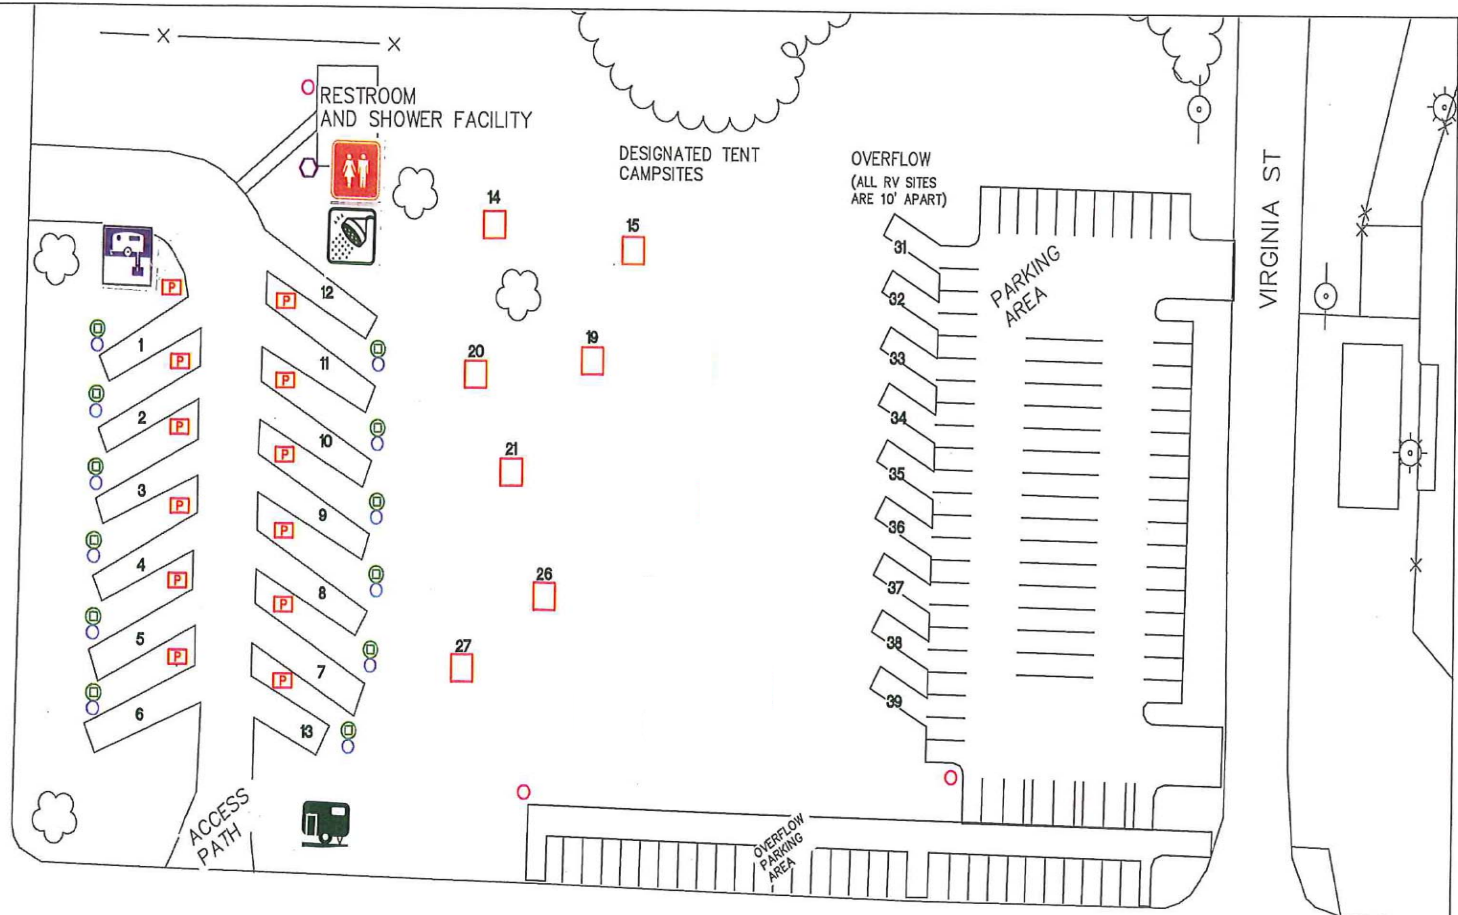 RESTROOM
AND SHOWER FACILITY
DESIGNATED TENT
CAMPSITES
OVERFLOW
(ALL RV SITES
ARE 10' APART)
14
15
31
VIRGINIA ST
PARKING
AREA
P
12
P
32
1
P
11
P
20
19
33
2
P
10
P
34
21
3
P
9
P
35
36
4
P
8
P
26
37
5
P
7
P
27
38
6
13
39
ACCESS
PATH
OVERFLOW
PARKING
AREA